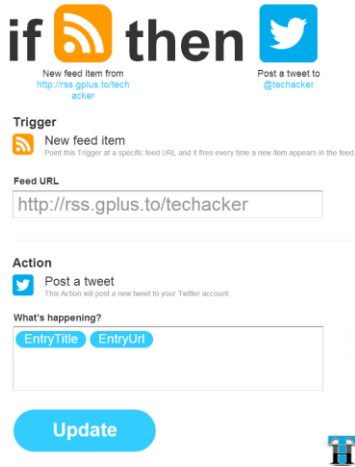 if then
New feed item from
http://rss.gplus.to/tech
acker
Post a tweet to
@techacker
Trigger
New feed item
Point this Trigger at a specific feed URL and it fires every time a new item appears in the feed.
Feed URL
http://rss.gplus.to/techacker
Action
Post a tweet
This Action will post a new tweet to your Twitter account.
What's happening?
EntryTitle EntryUrl
Update
TH